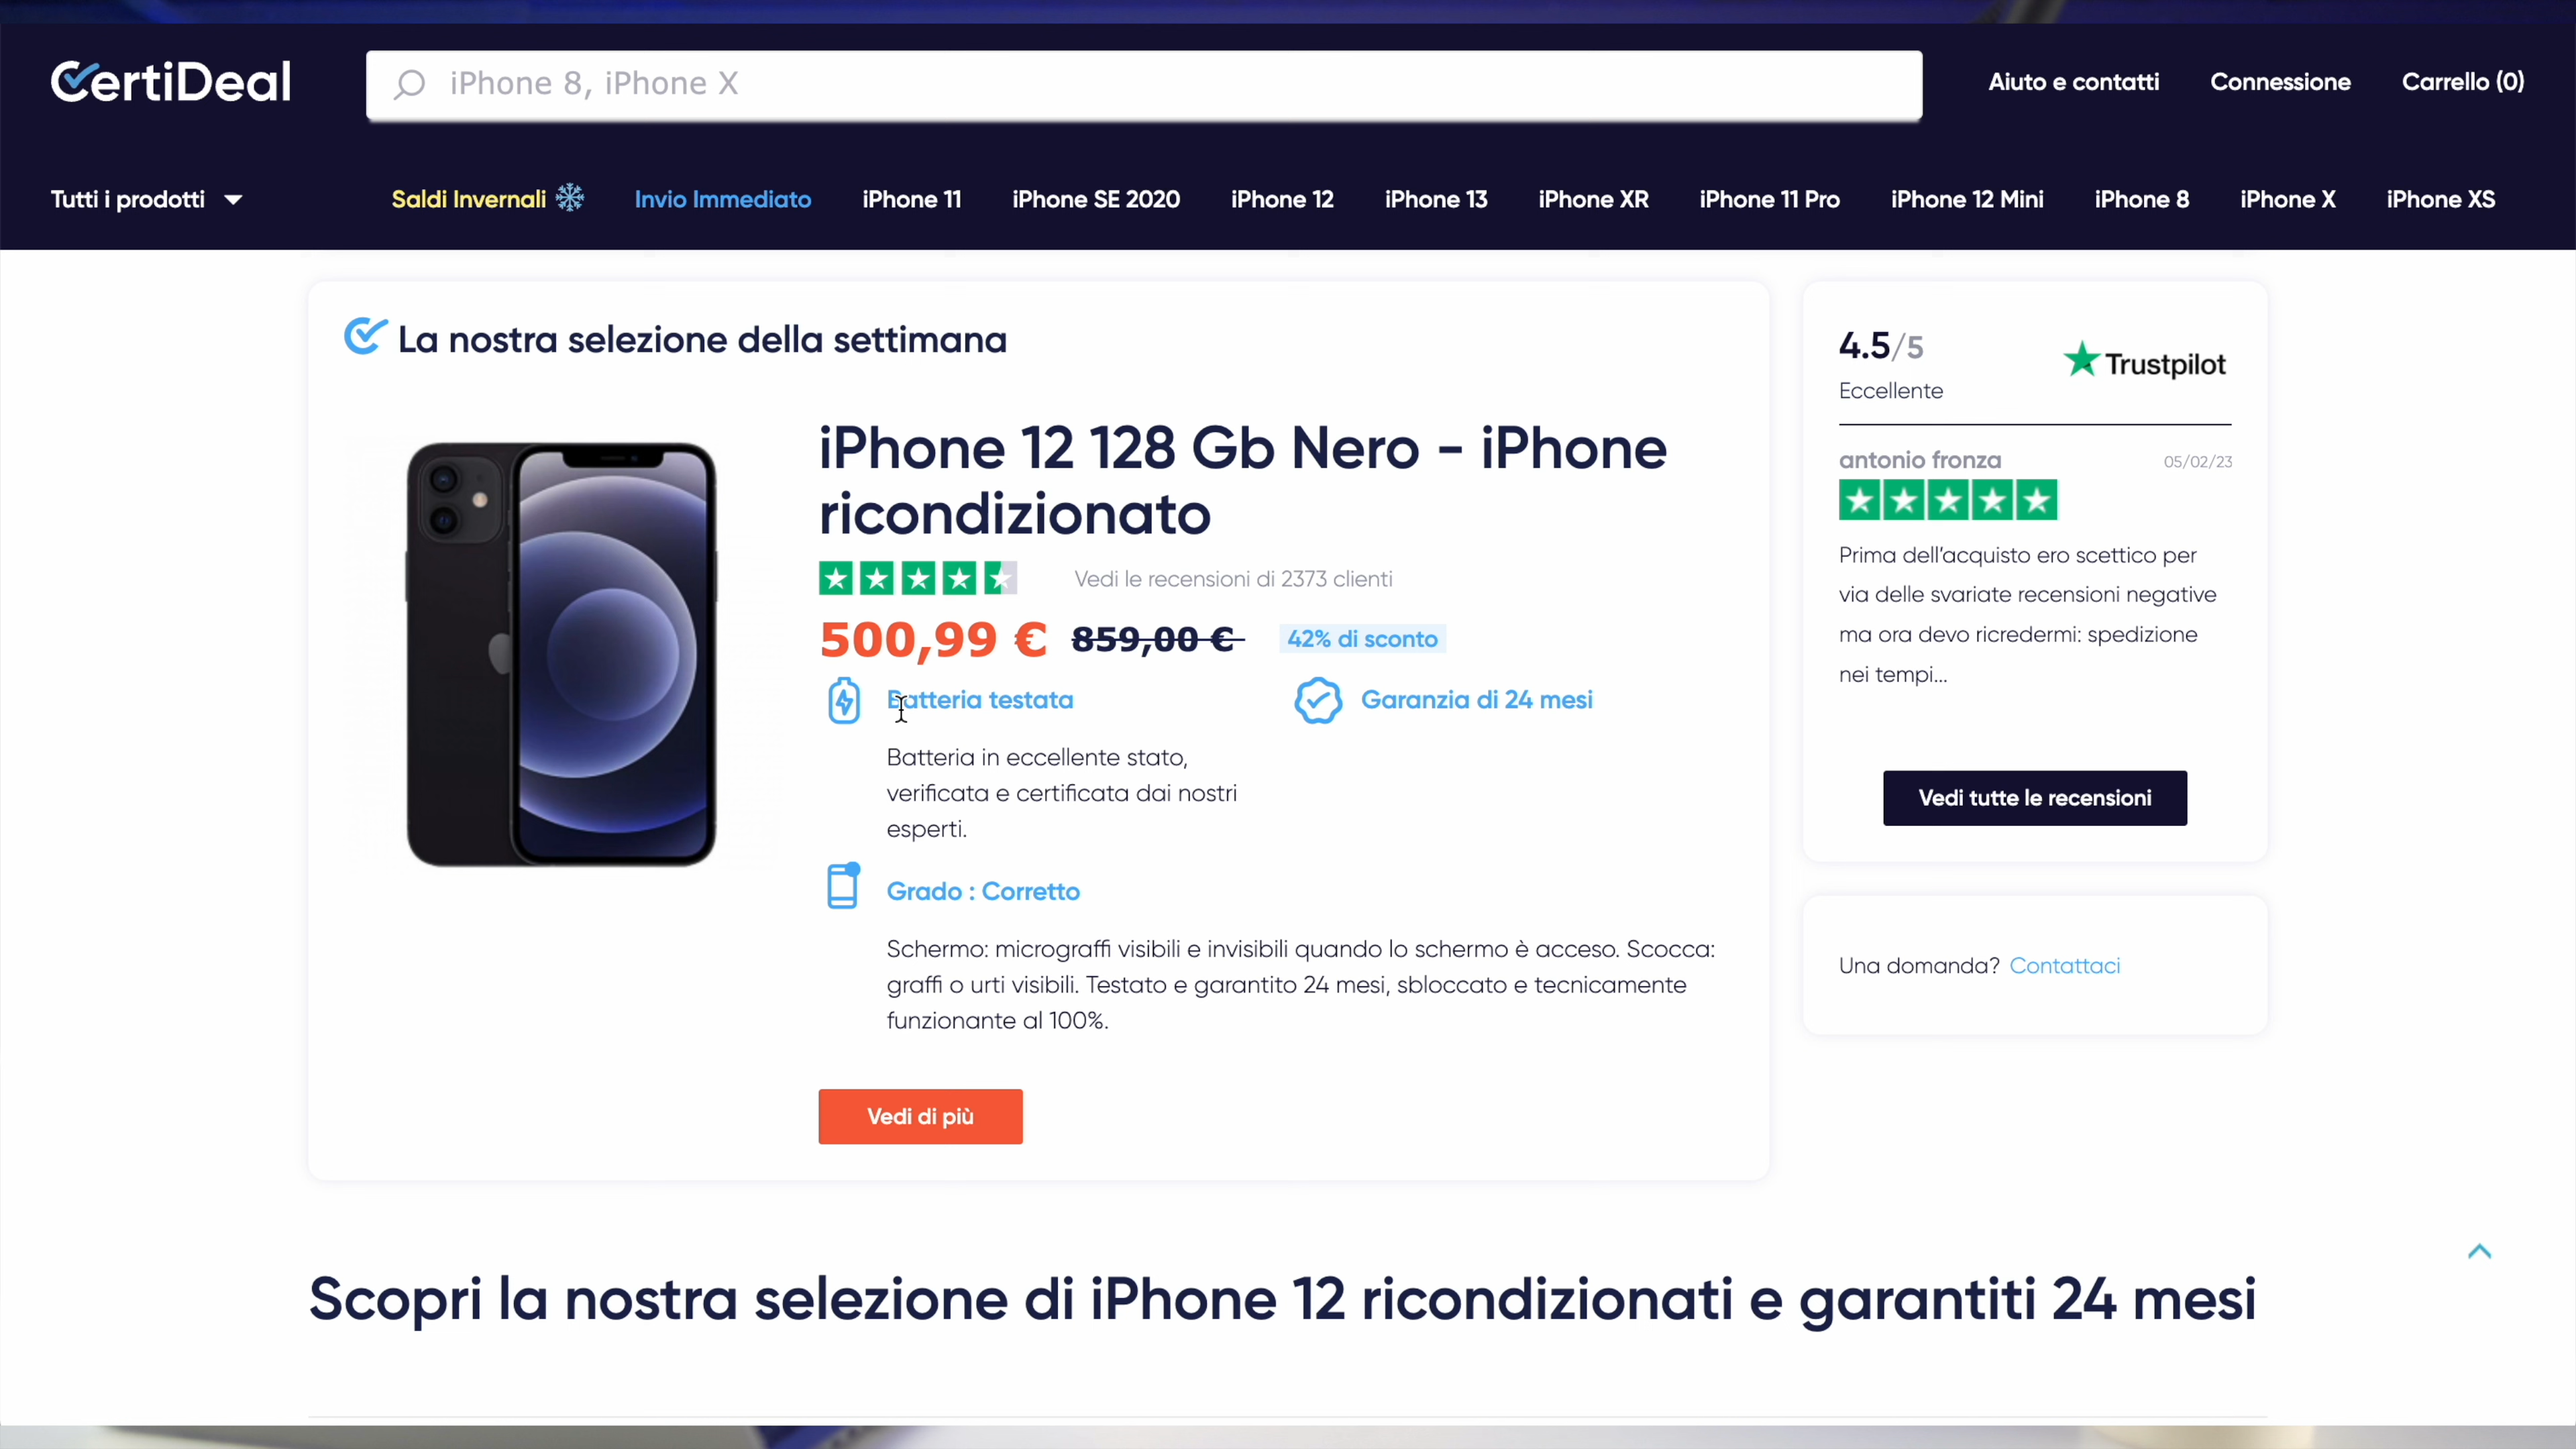 CertiDeal
iPhone 8, iPhone X
Aiuto e contatti
Connessione
Carrello (0)
Tutti i prodotti
Saldi Invernali
Invio Immediato
iPhone 11
iPhone SE 2020
iPhone 12
iPhone 13
iPhone XR
iPhone 11 Pro
iPhone 12 Mini
iPhone 8
iPhone X
iPhone XS
La nostra selezione della settimana
iPhone 12 128 Gb Nero - iPhone
ricondizionato
Vedi le recensioni di 2373 clienti
500,99 € 859,00 € 42% di sconto
Batteria testata
Batteria in eccellente stato,
verificata e certificata dai nostri
esperti.
Garanzia di 24 mesi
Grado : Corretto
Schermo: micrograffi visibili e invisibili quando lo schermo è acceso. Scocca:
graffi o urti visibili. Testato e garantito 24 mesi, sbloccato e tecnicamente
funzionante al 100%.
Vedi di più
4.5/5
Eccellente
Trustpilot
antonio fronza
05/02/23
Prima dell'acquisto ero scettico per
via delle svariate recensioni negative
ma ora devo ricredermi: spedizione
nei tempi...
Vedi tutte le recensioni
Una domanda? Contattaci
Scopri la nostra selezione di iPhone 12 ricondizionati e garantiti 24 mesi